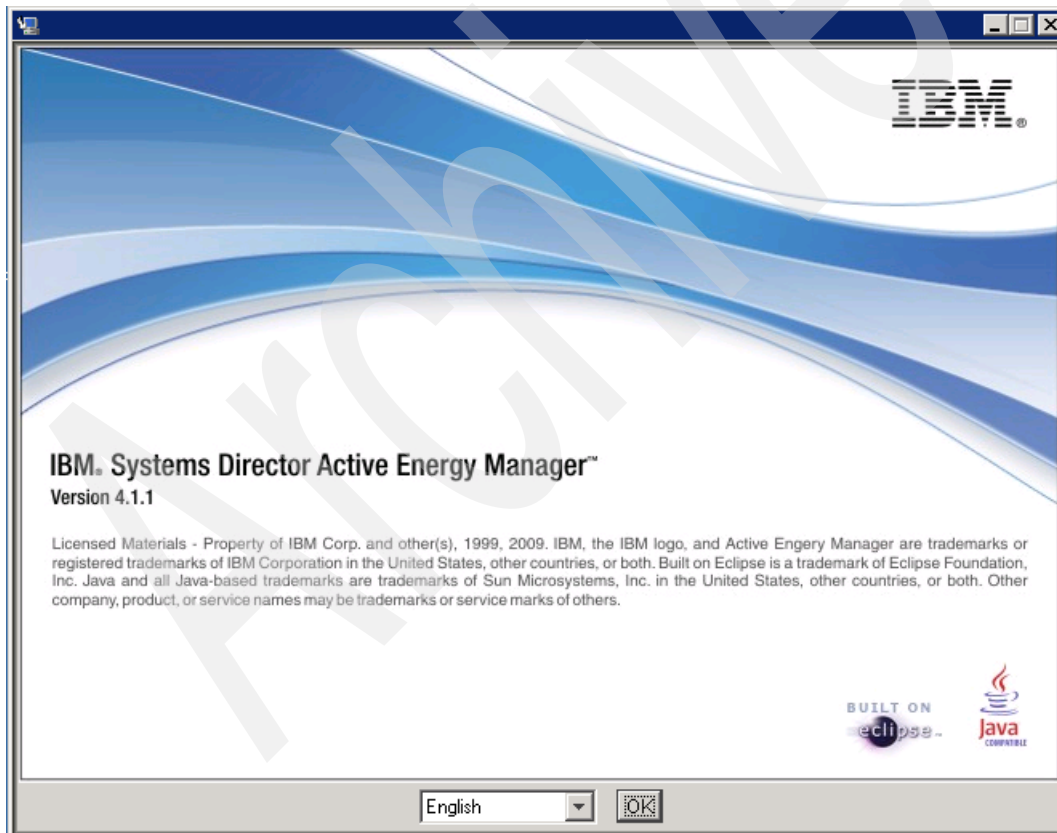 IBM®
IBM® Systems Director Active Energy Manager™
Version 4.1.1
Licensed Materials - Property of IBM Corp. and other(s), 1999, 2009. IBM, the IBM logo, and Active Engery Manager are trademarks or
registered trademarks of IBM Corporation in the United States, other countries, or both. Built on Eclipse is a trademark of Eclipse Foundation,
Inc. Java and all Java-based trademarks are trademarks of Sun Microsystems, Inc. in the United States, other countries, or both. Other
company, product, or service names may be trademarks or service marks of others.
BUILT ON
eclipse™
Java
COMPATIBLE
English
OK
Archive